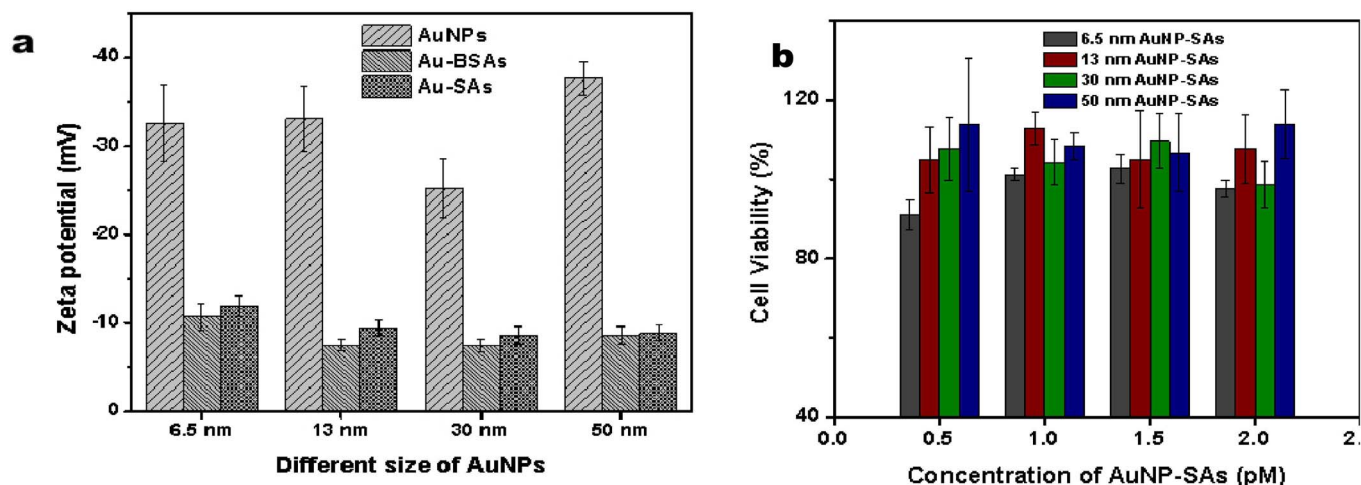 a
AuNPs
Au-BSAs
Au-SAs
Zeta potential (mV)
-40
-30
-20
-10
0
6.5 nm
13 nm
30 nm
50 nm
Different size of AuNPs
b
6.5 nm AuNP-SAs
13 nm AuNP-SAs
30 nm AuNP-SAs
50 nm AuNP-SAs
Cell Viability (%)
120
80
40
0.0
0.5
1.0
1.5
2.0
2.
Concentration of AuNP-SAs (pM)